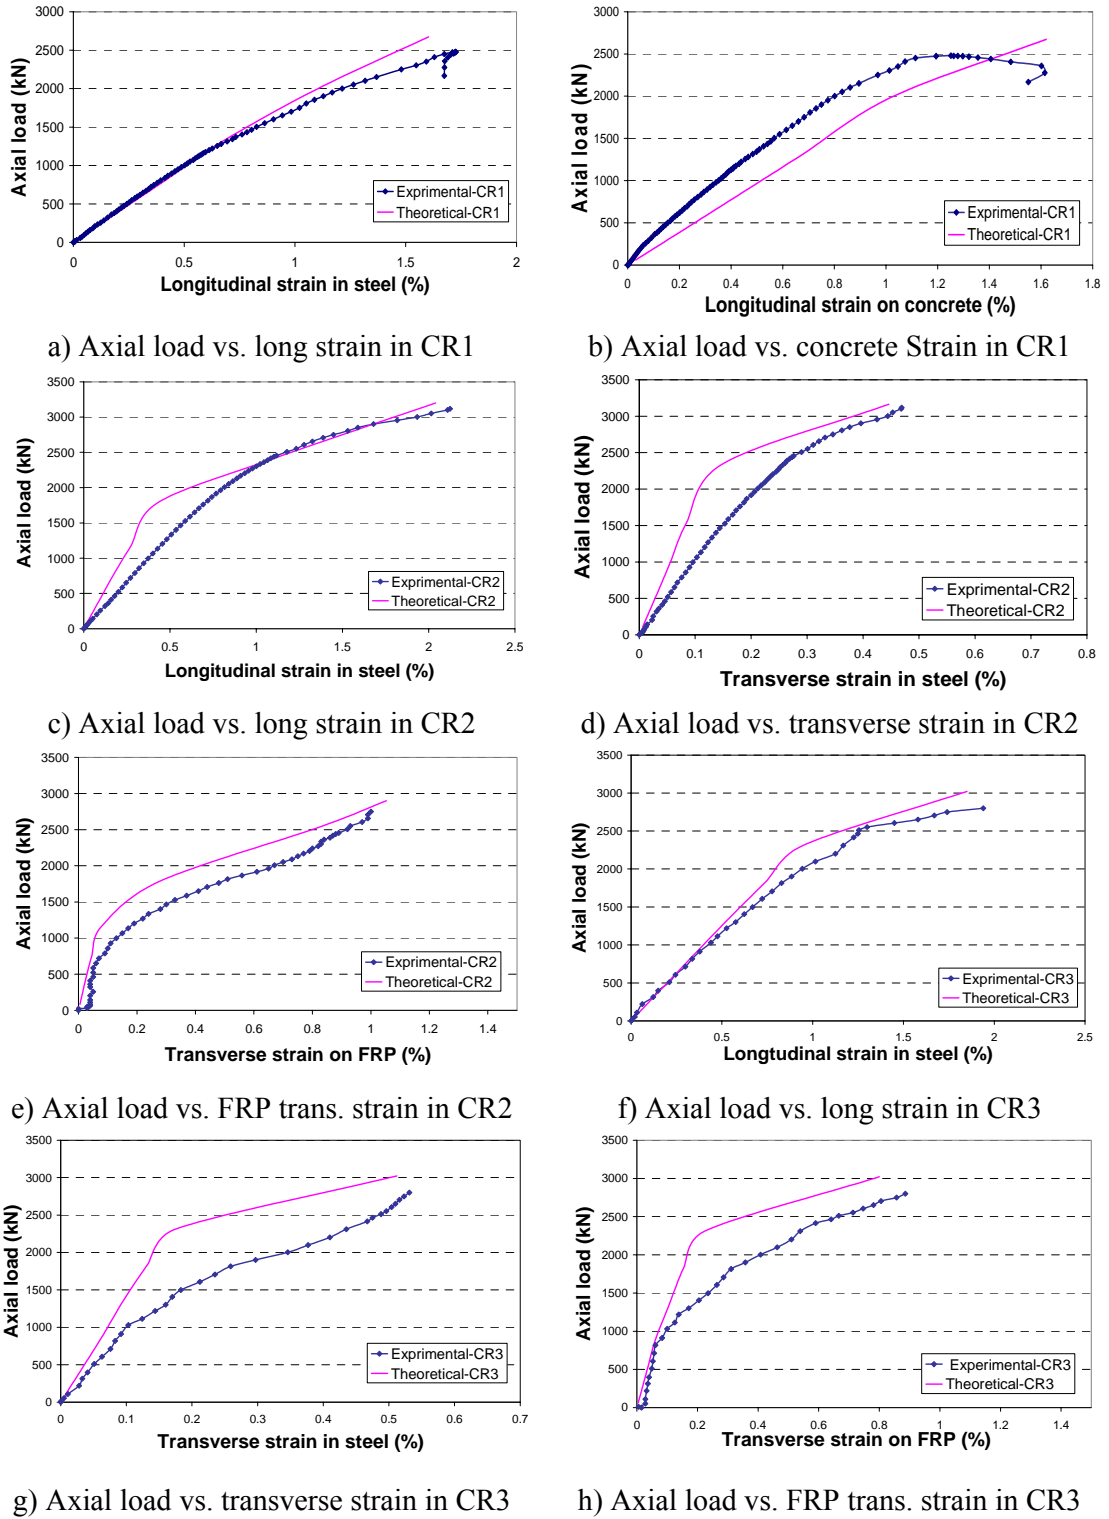 3000
2500
2000
1500
1000
500
0
Axial load (kN)
Exprimental-CR1
Theoretical-CR1
0 0.5 1 1.5 2
Longitudinal strain in steel (%)
a) Axial load vs. long strain in CR1
3000
2500
2000
1500
1000
500
0
Axial load (kN)
Exprimental-CR1
Theoretical-CR1
0 0.2 0.4 0.6 0.8 1 1.2 1.4 1.6 1.8
Longitudinal strain on concrete (%)
b) Axial load vs. concrete Strain in CR1
3500
3000
2500
2000
1500
1000
500
0
Axial load (kN)
Exprimental-CR2
Theoretical-CR2
0 0.5 1 1.5 2 2.5
Longitudinal strain in steel (%)
c) Axial load vs. long strain in CR2
3500
3000
2500
2000
1500
1000
500
0
Axial load (kN)
Exprimental-CR2
Theoretical-CR2
0 0.1 0.2 0.3 0.4 0.5 0.6 0.7 0.8
Transverse strain in steel (%)
d) Axial load vs. transverse strain in CR2
3500
3000
2500
2000
1500
1000
500
0
Axial load (kN)
Exprimental-CR2
Theoretical-CR2
0 0.2 0.4 0.6 0.8 1 1.2 1.4
Transverse strain on FRP (%)
e) Axial load vs. FRP trans. strain in CR2
3500
3000
2500
2000
1500
1000
500
0
Axial load (kN)
Exprimental-CR3
Theoretical-CR3
0 0.5 1 1.5 2 2.5
Longtudinal strain in steel (%)
f) Axial load vs. long strain in CR3
3500
3000
2500
2000
1500
1000
500
0
Axial load (kN)
Exprimental-CR3
Theoretical-CR3
0 0.1 0.2 0.3 0.4 0.5 0.6 0.7
Transverse strain in steel (%)
g) Axial load vs. transverse strain in CR3
3500
3000
2500
2000
1500
1000
500
0
Axial load (kN)
Experimental-CR3
Theoretical-CR3
0 0.2 0.4 0.6 0.8 1 1.2 1.4
Transverse strain on FRP (%)
h) Axial load vs. FRP trans. strain in CR3